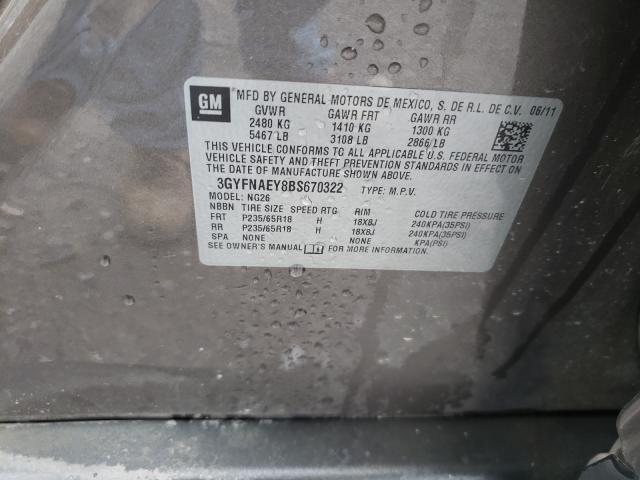 GM
MFD BY GENERAL MOTORS DE MEXICO, S. DE R.L. DE C.V. 06/11
GVWR GAWR FRT GAWR RR
2480 KG 1410 KG 1300 KG
5467 LB 3108 LB 2866 LB
THIS VEHICLE CONFORMS TO ALL APPLICABLE U.S. FEDERAL MOTOR
VEHICLE SAFETY AND THEFT PREVENTION STANDARDS IN EFFECT ON
THE DATE OF MANUFACTURE SHOWN ABOVE.
3GYFNAEY8BS670322 TYPE: M.P.V.
MODEL: NG26
NBBN TIRE SIZE SPEED RTG RIM COLD TIRE PRESSURE
FRT P235/65R18 H 18X8J 240KPA(35PSI)
RR P235/65R18 H 18X8J 240KPA(35PSI)
SPA NONE NONE KPA(PSI)
SEE OWNER'S MANUAL FOR MORE INFORMATION.